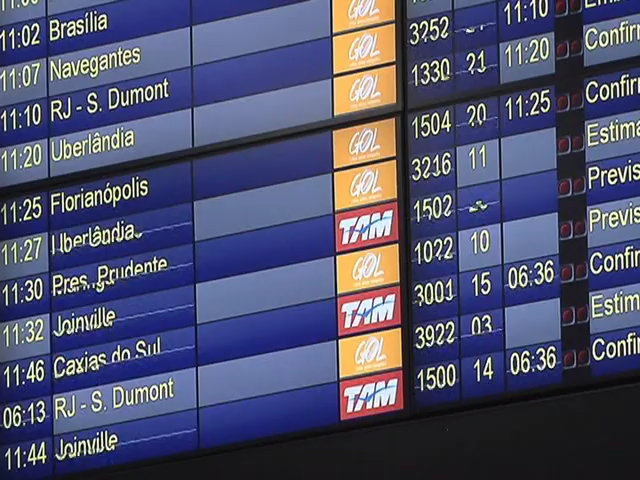 11:02 Brasília
11:07 Navegantes GOL
11:10 RJ - S. Dumont GOL 3252 11:10
11:20 Uberlândia GOL 1330 21 11:20 Confir
11:25 Florianópolis GOL 1504 20 11:25 Confir
11:27 Uberlândia GOL 3216 11 Estima
11:30 Pres. Prudente TAM 1502 Previs
11:32 Joinville GOL 1022 10 Previs
11:46 Caxias do Sul TAM 3001 15 06:36 Confir
06:13 RJ - S. Dumont GOL 3922 03 Estima
11:44 Joinville TAM 1500 14 06:36 Confir